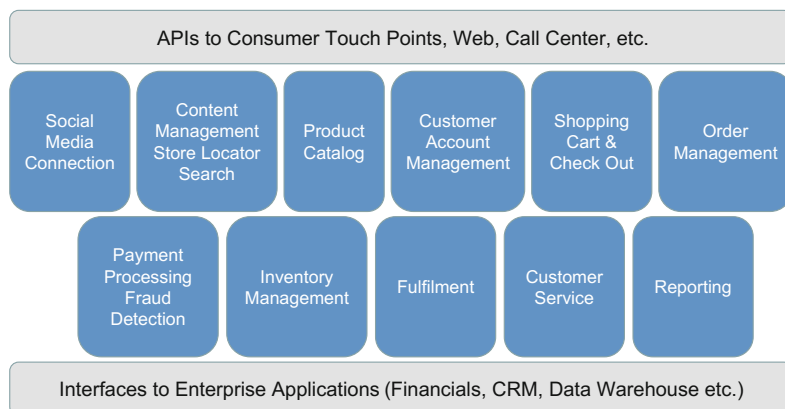 APIs to Consumer Touch Points, Web, Call Center, etc.
Social
Media
Connection
Content
Management
Store Locator
Search
Product
Catalog
Customer
Account
Management
Shopping
Cart &
Check Out
Order
Management
Payment
Processing
Fraud
Detection
Inventory
Management
Fulfilment
Customer
Service
Reporting
Interfaces to Enterprise Applications (Financials, CRM, Data Warehouse etc.)